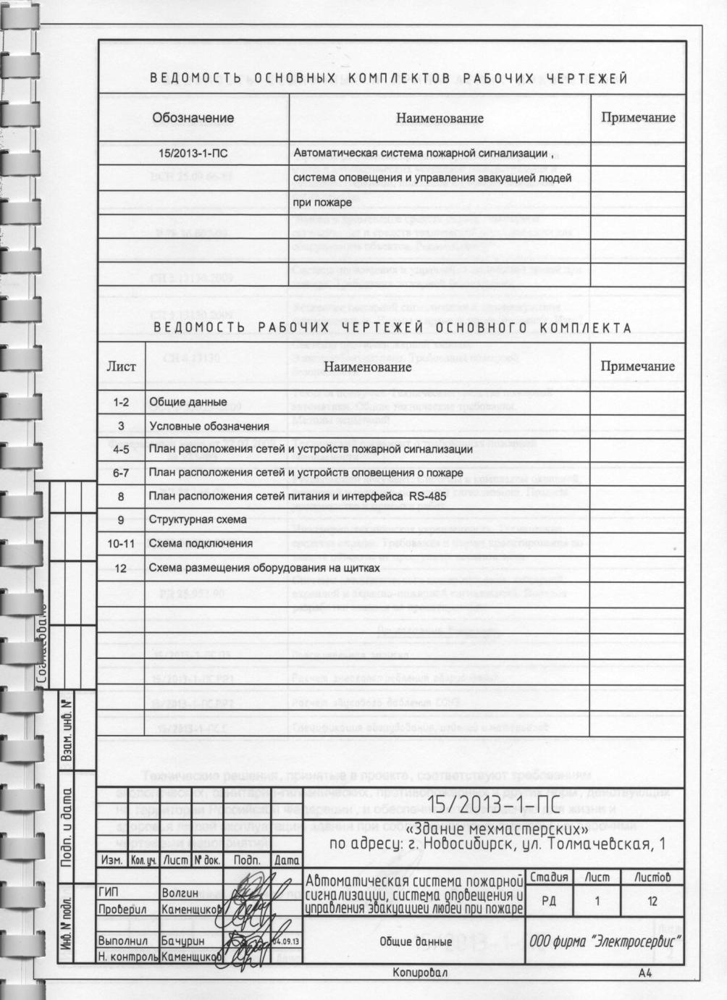 ВЕДОМОСТЬ ОСНОВНЫХ КОМПЛЕКТОВ РАБОЧИХ ЧЕРТЕЖЕЙ
Обозначение Наименование Примечание
15/2013-1-ПС Автоматическая система пожарной сигнализации ,
система оповещения и управления эвакуацией людей
при пожаре
ВЕДОМОСТЬ РАБОЧИХ ЧЕРТЕЖЕЙ ОСНОВНОГО КОМПЛЕКТА
Лист Наименование Примечание
1-2 Общие данные
3 Условные обозначения
4-5 План расположения сетей и устройств пожарной сигнализации
6-7 План расположения сетей и устройств оповещения о пожаре
8 План расположения сетей питания и интерфейса RS-485
9 Структурная схема
10-11 Схема подключения
12 Схема размещения оборудования на щитках
Согласовано
Взам. инв. №
Подп. и дата
Инв. № подл.
15/2013-1-ПС
«Здание мехмастерских»
по адресу: г. Новосибирск, ул. Толмачевская, 1
Изм. Кол. уч. Лист № док. Подп. Дата
ГИП Волгин
Проверил Каменщиков
Выполнил Бачурин 04.09.13
Н. контроль Каменщиков
Автоматическая система пожарной
сигнализации, система оповещения и
управления эвакуацией людей при пожаре
Стадия Лист Листов
РД 1 12
Общие данные
ООО фирма "Электросервис"
Копировал А4